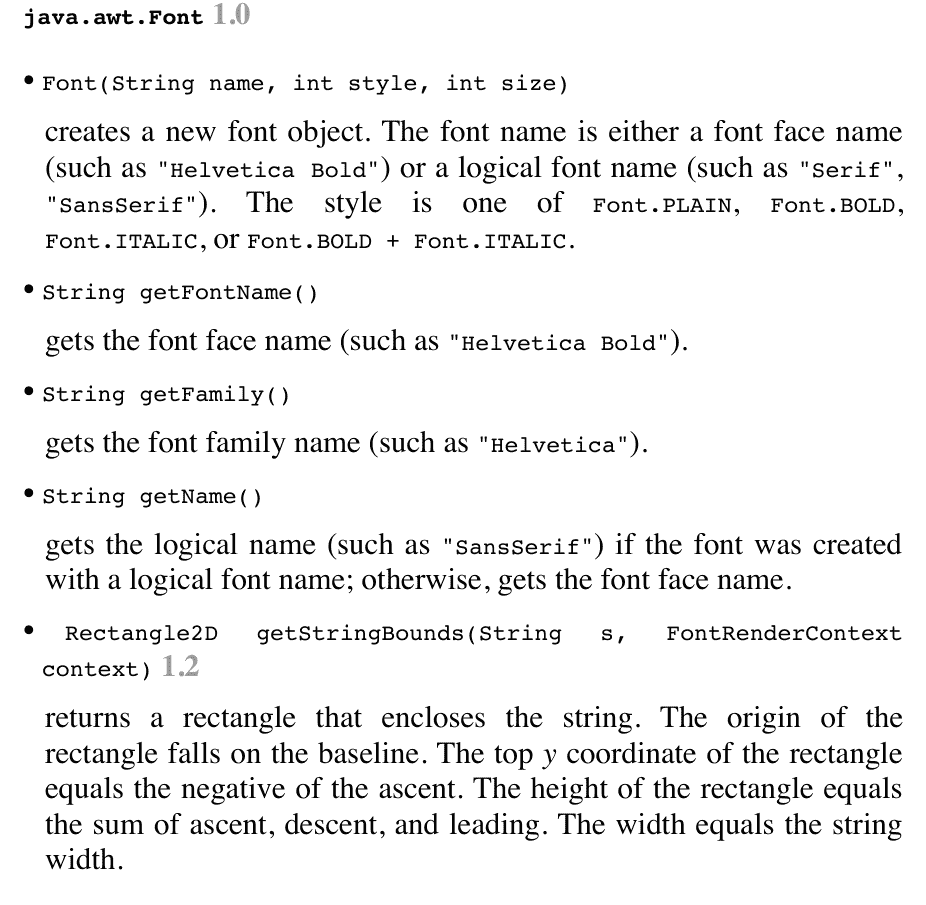 java.awt.Font 1.0
• Font(String name, int style, int size)
creates a new font object. The font name is either a font face name
(such as "Helvetica Bold") or a logical font name (such as "Serif",
"SansSerif"). The style is one of Font.PLAIN, Font.BOLD,
Font.ITALIC, or Font.BOLD + Font.ITALIC.
• String getFontName()
gets the font face name (such as "Helvetica Bold").
• String getFamily()
gets the font family name (such as "Helvetica").
• String getName()
gets the logical name (such as "SansSerif") if the font was created
with a logical font name; otherwise, gets the font face name.
• Rectangle2D getStringBounds(String s, FontRenderContext
context) 1.2
returns a rectangle that encloses the string. The origin of the
rectangle falls on the baseline. The top y coordinate of the rectangle
equals the negative of the ascent. The height of the rectangle equals
the sum of ascent, descent, and leading. The width equals the string
width.